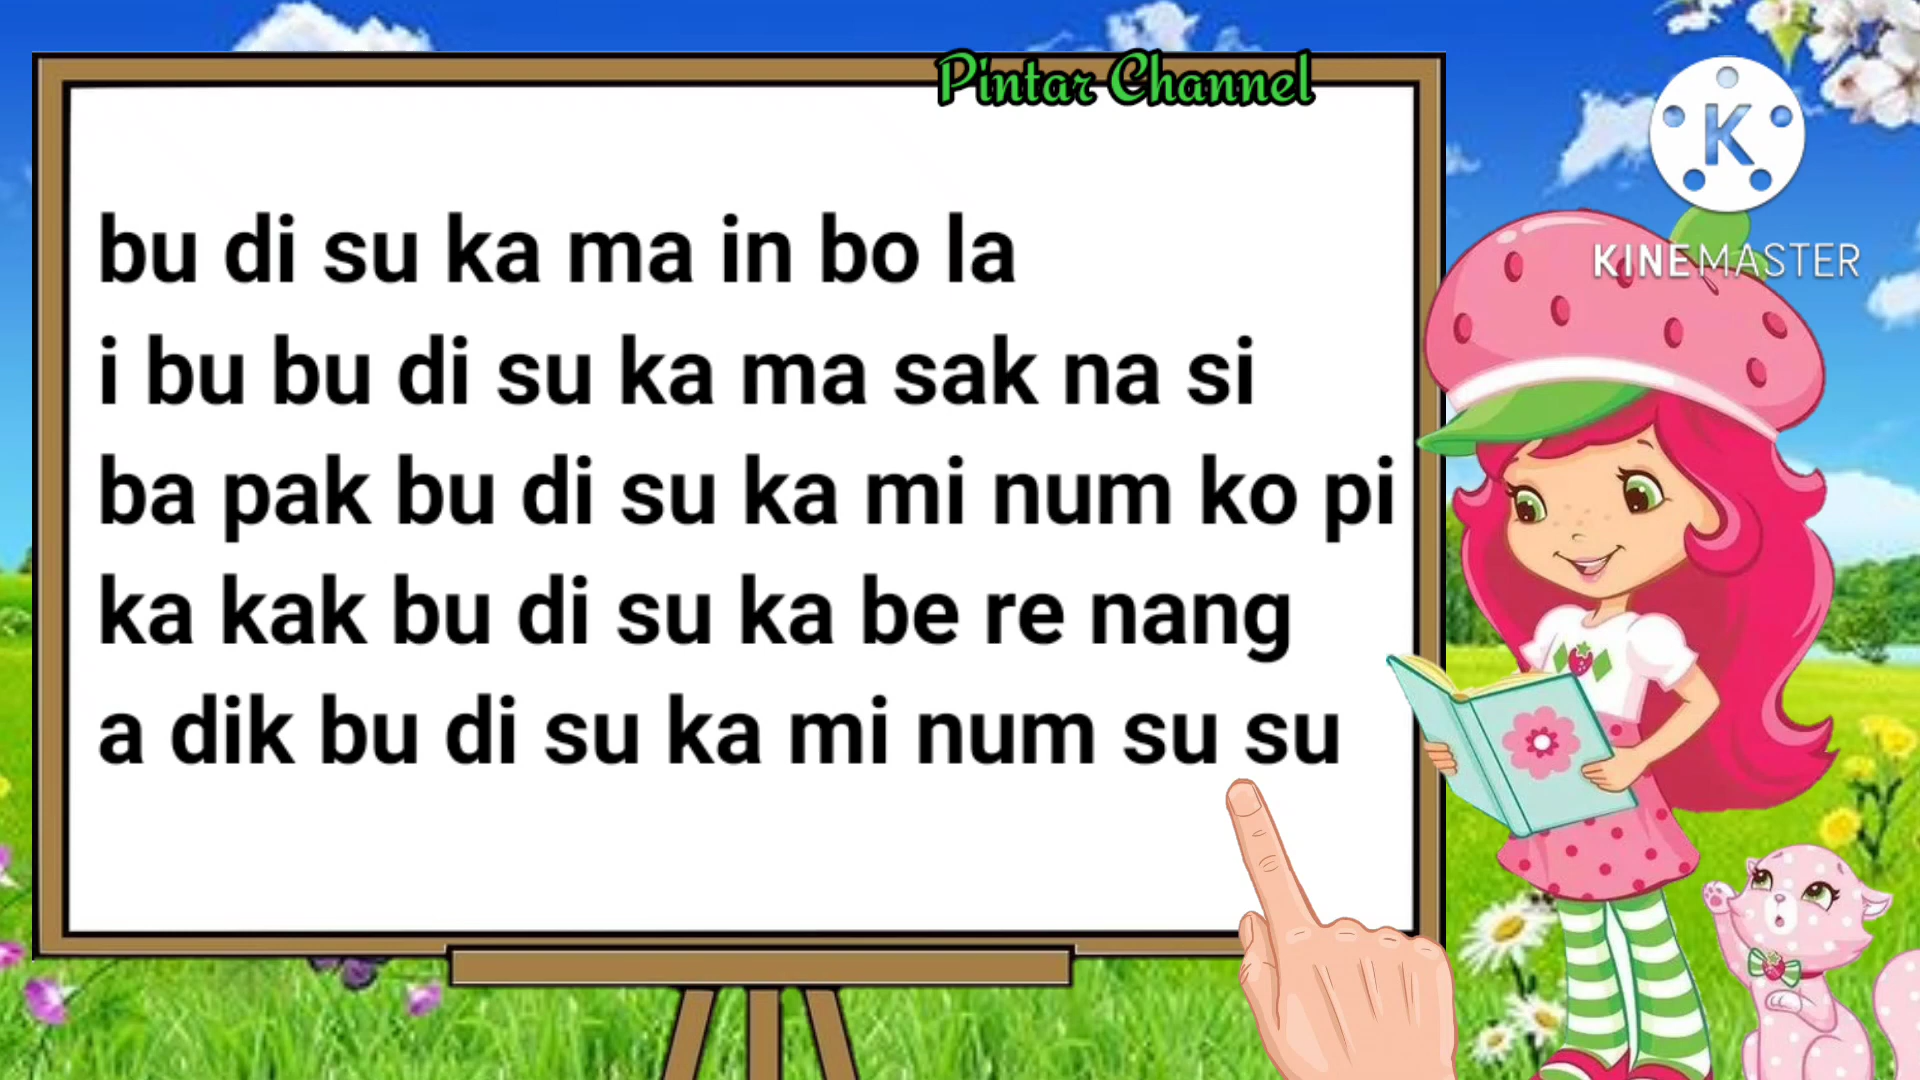 Pintar Channel
K
KINEMASTER
bu di su ka ma in bo la
i bu bu di su ka ma sak na si
ba pak bu di su ka mi num ko pi
ka kak bu di su ka be re nang
a dik bu di su ka mi num su su